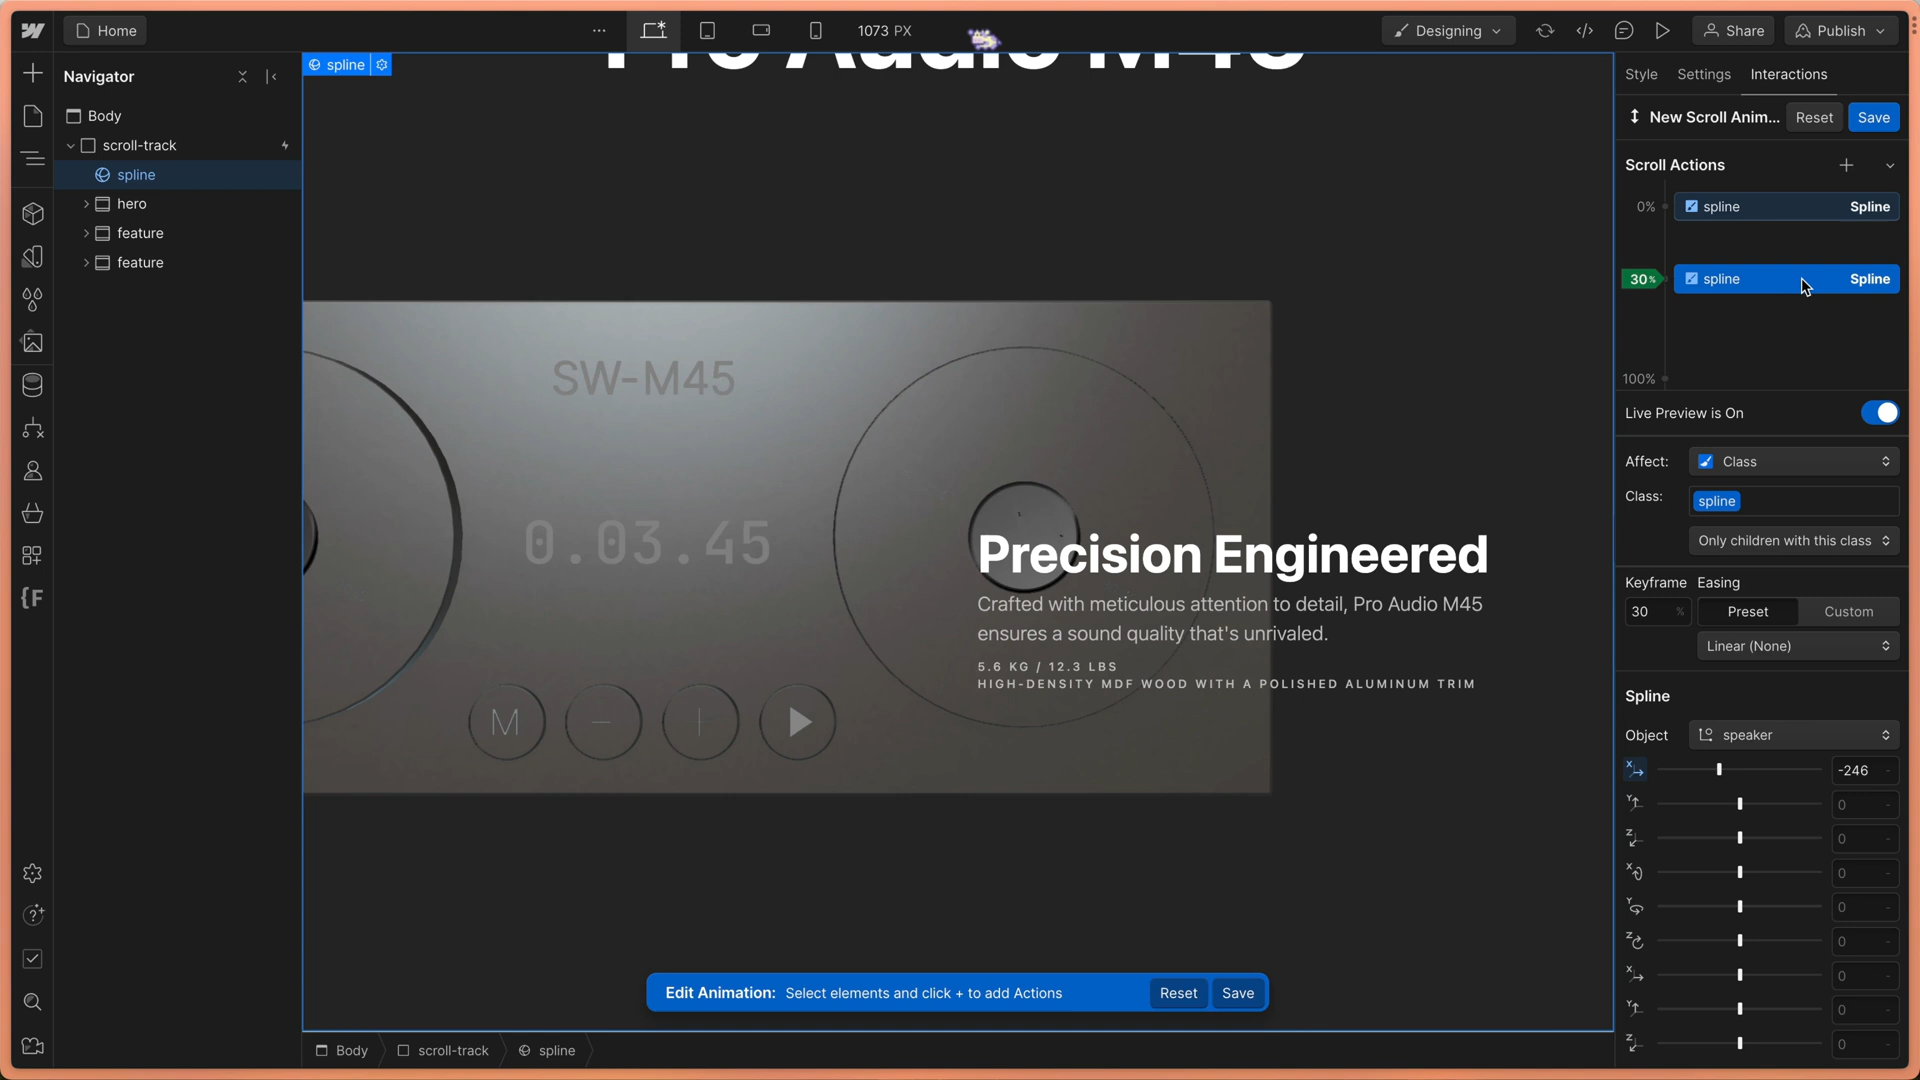 Home
1073 PX
Designing
Share
Publish
Navigator
Body
scroll-track
spline
hero
feature
feature
spline
Pro Audio M45
SW-M45
0.03.45
M
Precision Engineered
Crafted with meticulous attention to detail, Pro Audio M45
ensures a sound quality that's unrivaled.
5.6 KG / 12.3 LBS
HIGH-DENSITY MDF WOOD WITH A POLISHED ALUMINUM TRIM
Edit Animation: Select elements and click + to add Actions
Reset
Save
Body
scroll-track
spline
Style
Settings
Interactions
New Scroll Anim...
Reset
Save
Scroll Actions
0%
spline
Spline
30%
spline
Spline
100%
Live Preview is On
Affect:
Class
Class:
spline
Only children with this class
Keyframe
Easing
30 %
Preset
Custom
Linear (None)
Spline
Object
speaker
X
-246 -
Y
0 -
Z
0 -
X
0 -
Y
0 -
Z
0 -
X
0 -
Y
0 -
Z
0 -